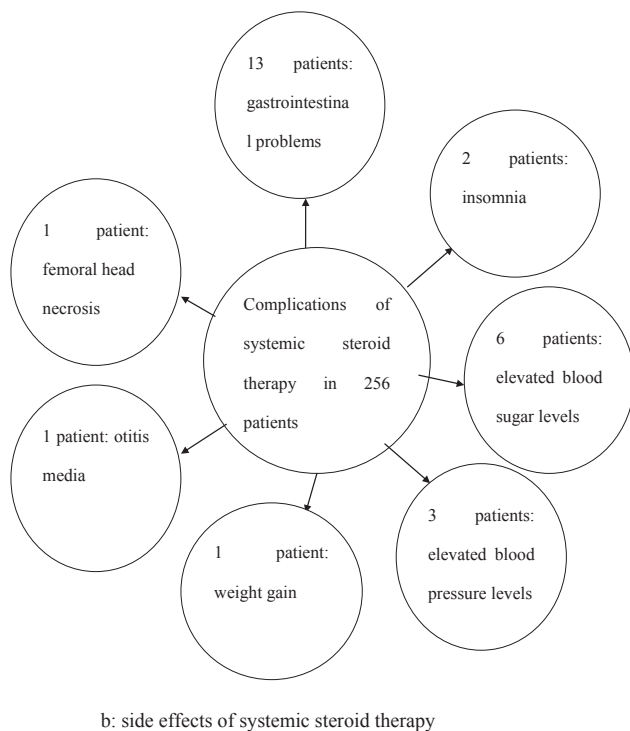 13 patients:
gastrointestina
l problems
2 patients:
insomnia
1 patient:
femoral head
necrosis
Complications of
systemic steroid
therapy in 256
patients
6 patients:
elevated blood
sugar levels
1 patient: otitis
media
3 patients:
elevated blood
pressure levels
1 patient:
weight gain
b: side effects of systemic steroid therapy